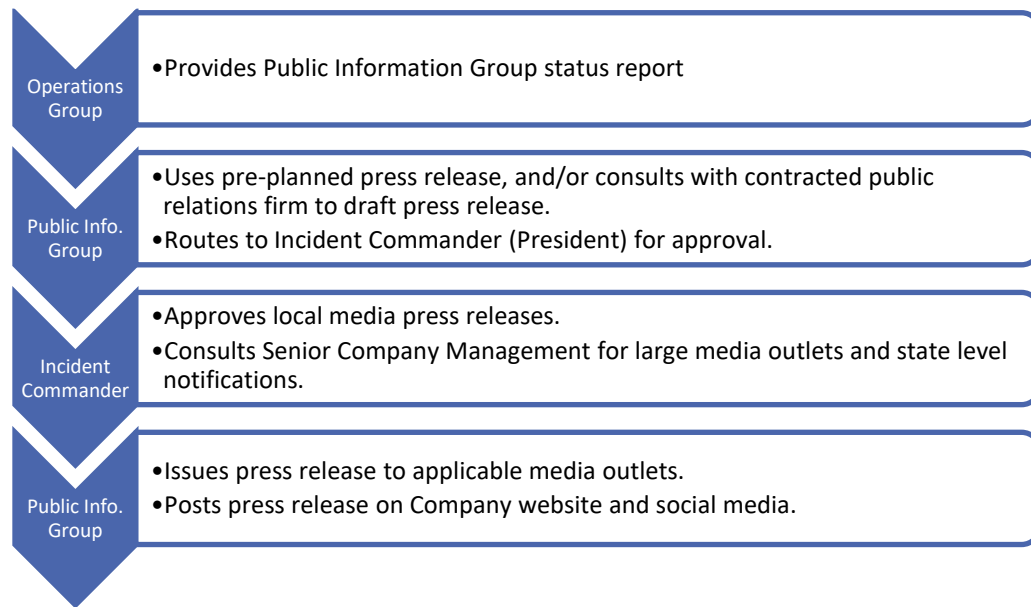 Operations
Group
•Provides Public Information Group status report
Public Info.
Group
•Uses pre-planned press release, and/or consults with contracted public
relations firm to draft press release.
•Routes to Incident Commander (President) for approval.
Incident
Commander
•Approves local media press releases.
•Consults Senior Company Management for large media outlets and state level
notifications.
Public Info.
Group
•Issues press release to applicable media outlets.
•Posts press release on Company website and social media.